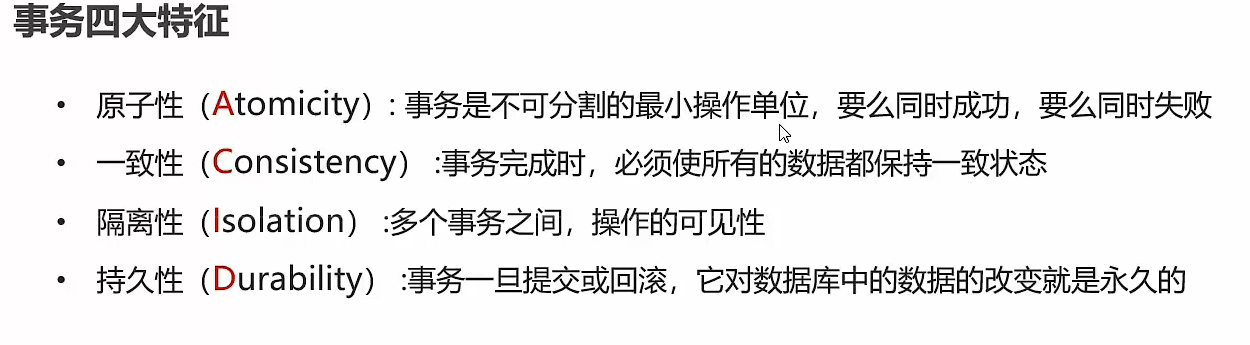 事务四大特征
• 原子性（Atomicity）: 事务是不可分割的最小操作单位，要么同时成功，要么同时失败
• 一致性（Consistency） :事务完成时，必须使所有的数据都保持一致状态
• 隔离性（Isolation） :多个事务之间，操作的可见性
• 持久性（Durability） :事务一旦提交或回滚，它对数据库中的数据的改变就是永久的